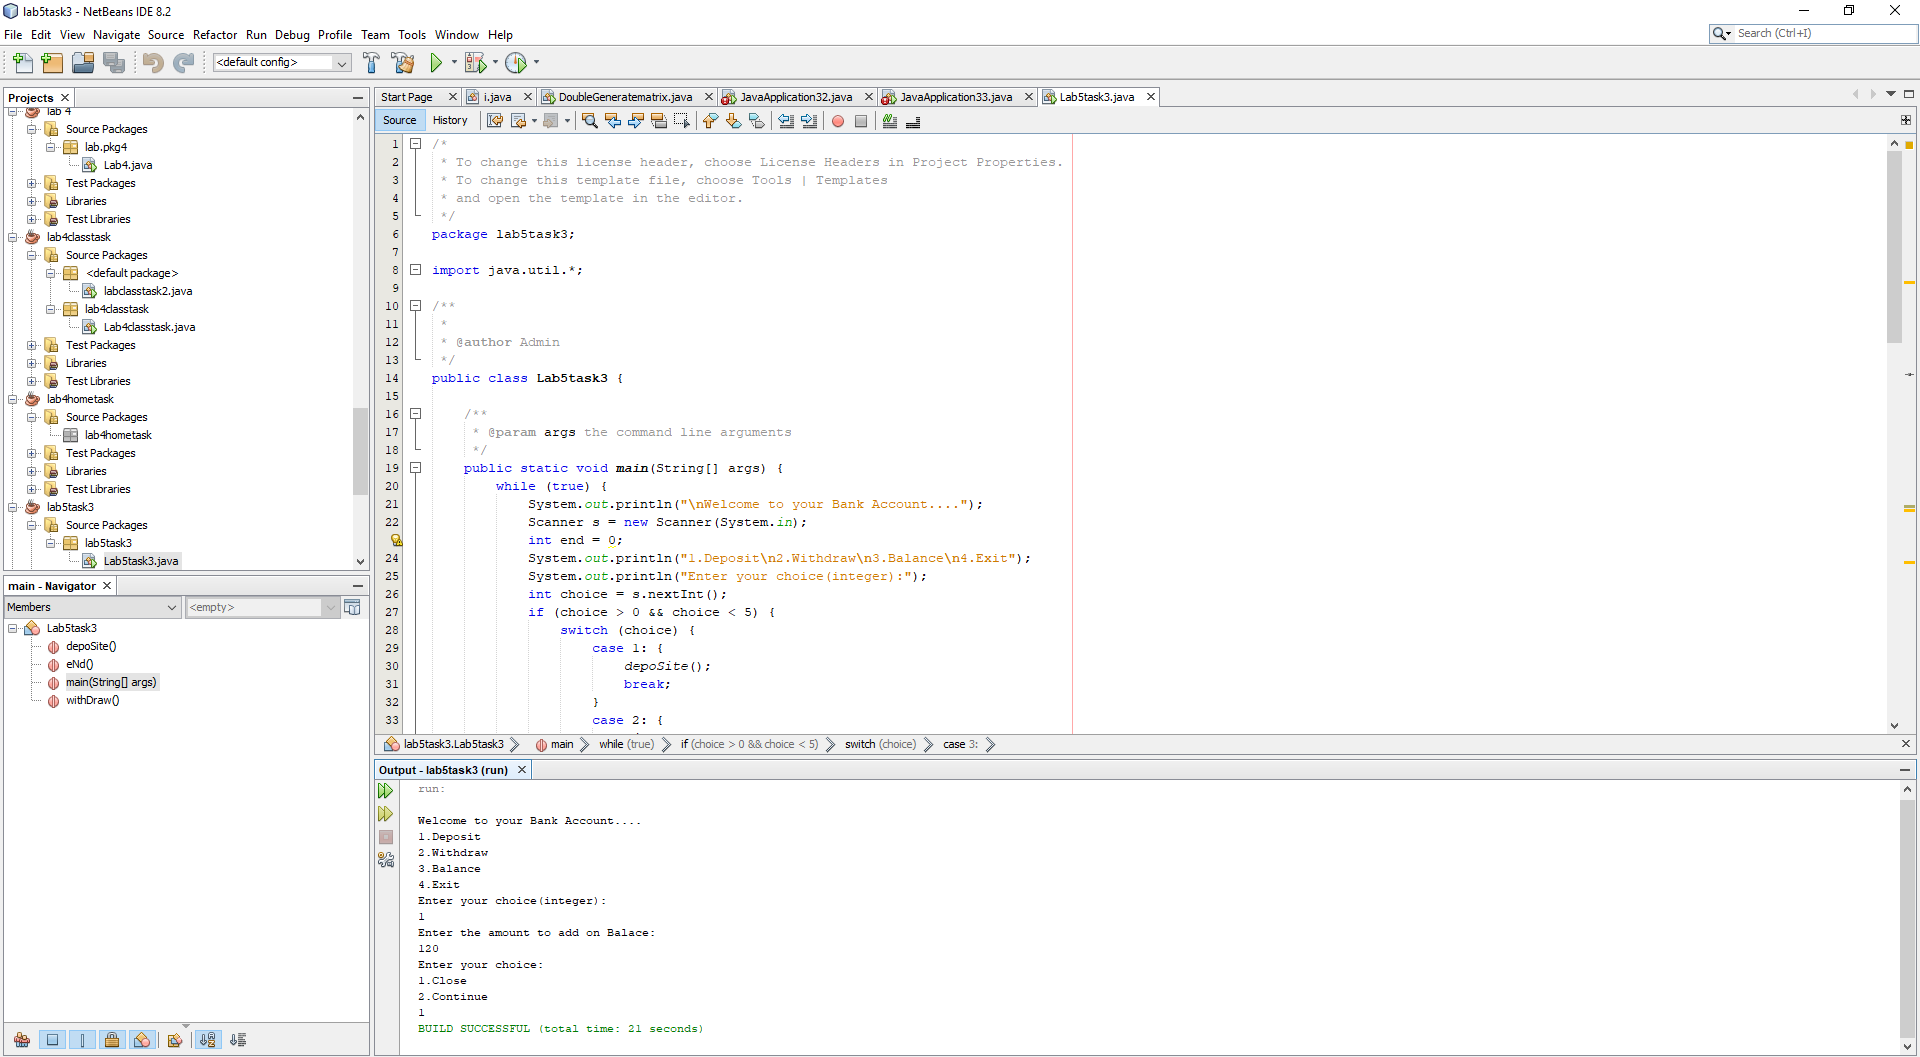 lab5task3 - NetBeans IDE 8.2
File Edit View Navigate Source Refactor Run Debug Profile Team Tools Window Help
Search (Ctrl+I)
<default config>
Projects
lab 4
Source Packages
lab.pkg4
Lab4.java
Test Packages
Libraries
Test Libraries
lab4classtask
Source Packages
<default package>
labclasstask2.java
lab4classtask
Lab4classtask.java
Test Packages
Libraries
Test Libraries
lab4hometask
Source Packages
lab4hometask
Test Packages
Libraries
Test Libraries
lab5task3
Source Packages
lab5task3
Lab5task3.java
main - Navigator
Members
<empty>
Lab5task3
depoSite()
eNd()
main(String[] args)
withDraw()
Start Page i.java DoubleGeneratematrix.java JavaApplication32.java JavaApplication33.java Lab5task3.java
Source History
1 /*
2 * To change this license header, choose License Headers in Project Properties.
3 * To change this template file, choose Tools | Templates
4 * and open the template in the editor.
5 */
6 package lab5task3;
7
8 import java.util.*;
9
10 /**
11 *
12 * @author Admin
13 */
14 public class Lab5task3 {
15
16 /**
17 * @param args the command line arguments
18 */
19 public static void main(String[] args) {
20 while (true) {
21 System.out.println("\nWelcome to your Bank Account....");
22 Scanner s = new Scanner(System.in);
int end = 0;
24 System.out.println("1.Deposit\n2.Withdraw\n3.Balance\n4.Exit");
25 System.out.println("Enter your choice(integer):");
26 int choice = s.nextInt();
27 if (choice > 0 && choice < 5) {
28 switch (choice) {
29 case 1: {
30 depoSite();
31 break;
32 }
33 case 2: {
lab5task3.Lab5task3 main while (true) if (choice > 0 && choice < 5) switch (choice) case 3:
Output - lab5task3 (run)
run:
Welcome to your Bank Account....
1.Deposit
2.Withdraw
3.Balance
4.Exit
Enter your choice(integer):
1
Enter the amount to add on Balace:
120
Enter your choice:
1.Close
2.Continue
1
BUILD SUCCESSFUL (total time: 21 seconds)